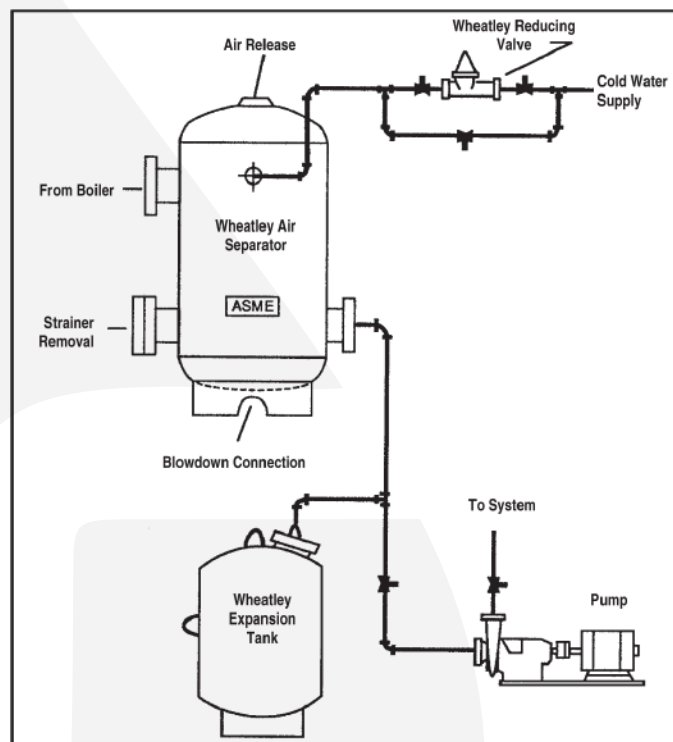 Air Release
Wheatley Reducing
Valve
Cold Water
Supply
From Boiler
Wheatley Air
Separator
ASME
Strainer
Removal
Blowdown Connection
To System
Wheatley
Expansion
Tank
Pump